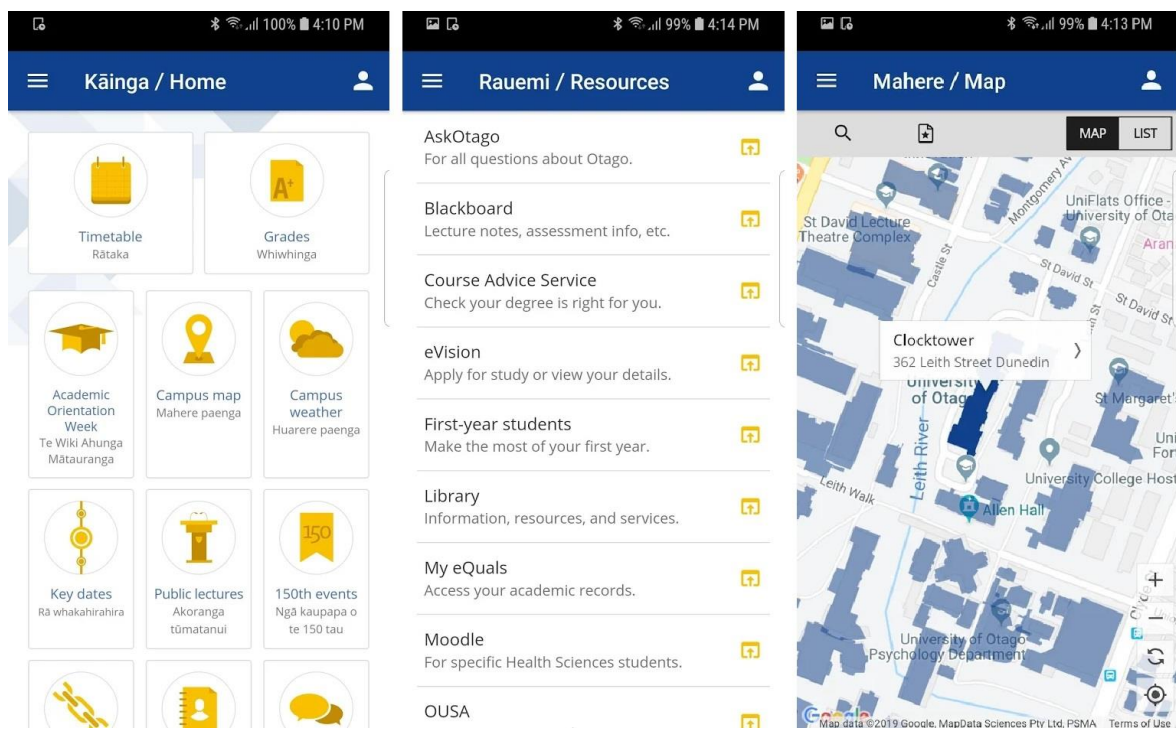 100% 4:10 PM
Kāinga / Home
Timetable
Rātaka
Grades
Whiwhinga
A+
Academic
Orientation
Week
Te Wiki Ahunga
Mātauranga
Campus map
Mahere paenga
Campus
weather
Huarere paenga
150
Key dates
Rā whakahirahira
Public lectures
Akoranga
tūmatanui
150th events
Ngā kaupapa o
te 150 tau
99% 4:14 PM
Rauemi / Resources
AskOtago
For all questions about Otago.
Blackboard
Lecture notes, assessment info, etc.
Course Advice Service
Check your degree is right for you.
eVision
Apply for study or view your details.
First-year students
Make the most of your first year.
Library
Information, resources, and services.
My eQuals
Access your academic records.
Moodle
For specific Health Sciences students.
OUSA
99% 4:13 PM
Mahere / Map
MAP LIST
Montgomery Av
UniFlats Office -
University of Ota
St David Lecture
Theatre Complex
Aran
Castle St
St David St
St David St
Clocktower
362 Leith Street Dunedin
University
of Otago
St Margaret's
Leith River
Uni
For
University College Host
Leith Walk
Allen Hall
Clyde
University of Otago
Psychology Department
Google
Map data ©2019 Google, MapData Sciences Pty Ltd, PSMA Terms of Use